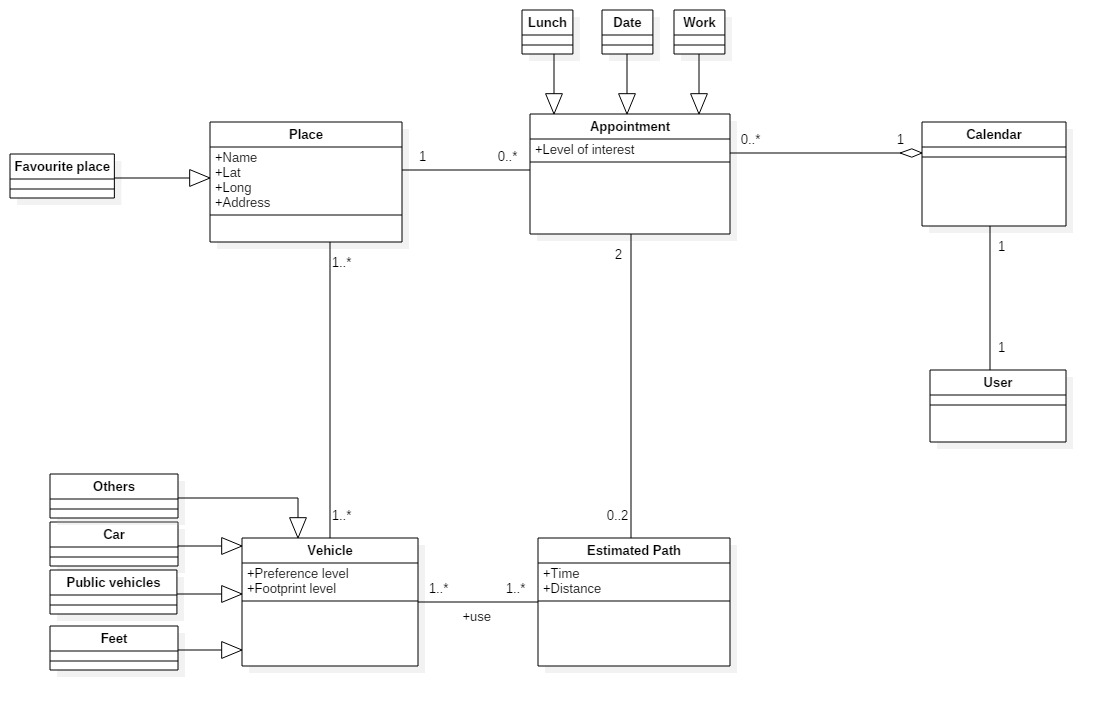 Lunch
Date
Work
Appointment
+Level of interest
Place
+Name
+Lat
+Long
+Address
Favourite place
Calendar
1
0..*
0..*
1
1..*
2
1
1
User
Others
Car
Public vehicles
Feet
1..*
0..2
Vehicle
+Preference level
+Footprint level
Estimated Path
+Time
+Distance
1..*
1..*
+use